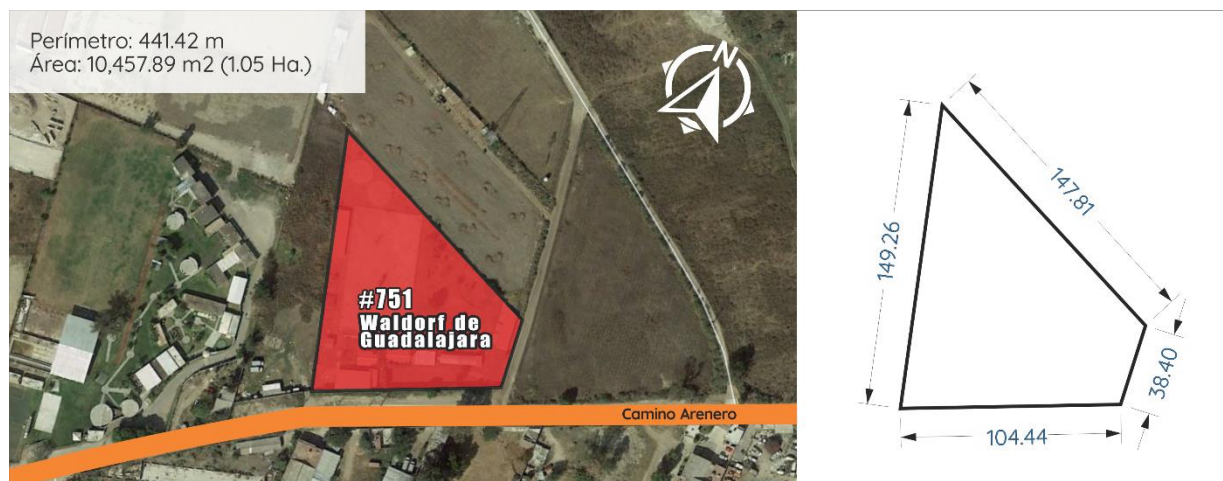 Perímetro: 441.42 m
Área: 10,457.89 m2 (1.05 Ha.)
N
#751
Waldorf de
Guadalajara
Camino Arenero
149.26
147.81
38.40
104.44